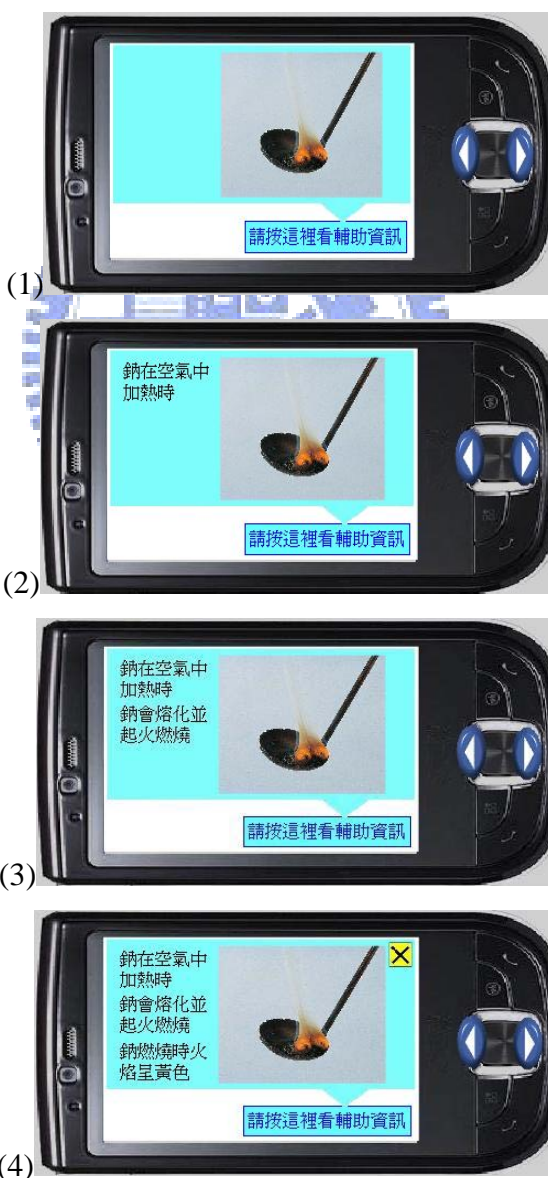 請按這裡看輔助資訊
(1)
鈉在空氣中
加熱時
請按這裡看輔助資訊
(2)
鈉在空氣中
加熱時
鈉會熔化並
起火燃燒
請按這裡看輔助資訊
(3)
鈉在空氣中
加熱時
鈉會熔化並
起火燃燒
鈉燃燒時火
焰呈黃色
請按這裡看輔助資訊
(4)